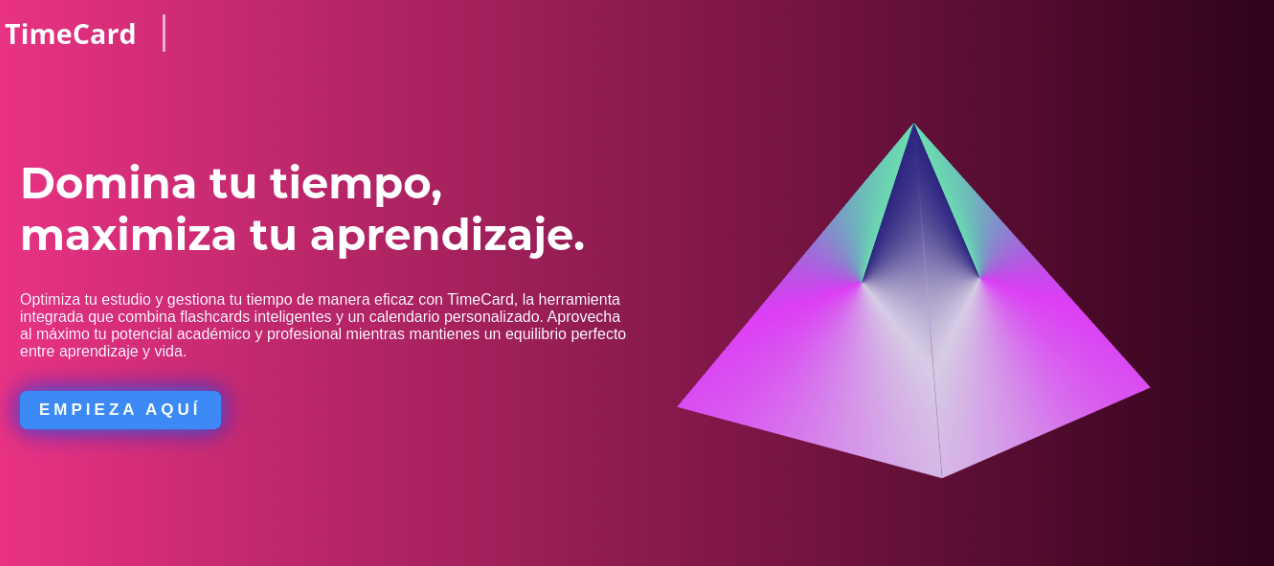 TimeCard
Domina tu tiempo,
maximiza tu aprendizaje.
Optimiza tu estudio y gestiona tu tiempo de manera eficaz con TimeCard, la herramienta
integrada que combina flashcards inteligentes y un calendario personalizado. Aprovecha
al máximo tu potencial académico y profesional mientras mantienes un equilibrio perfecto
entre aprendizaje y vida.
EMPIEZA AQUÍ